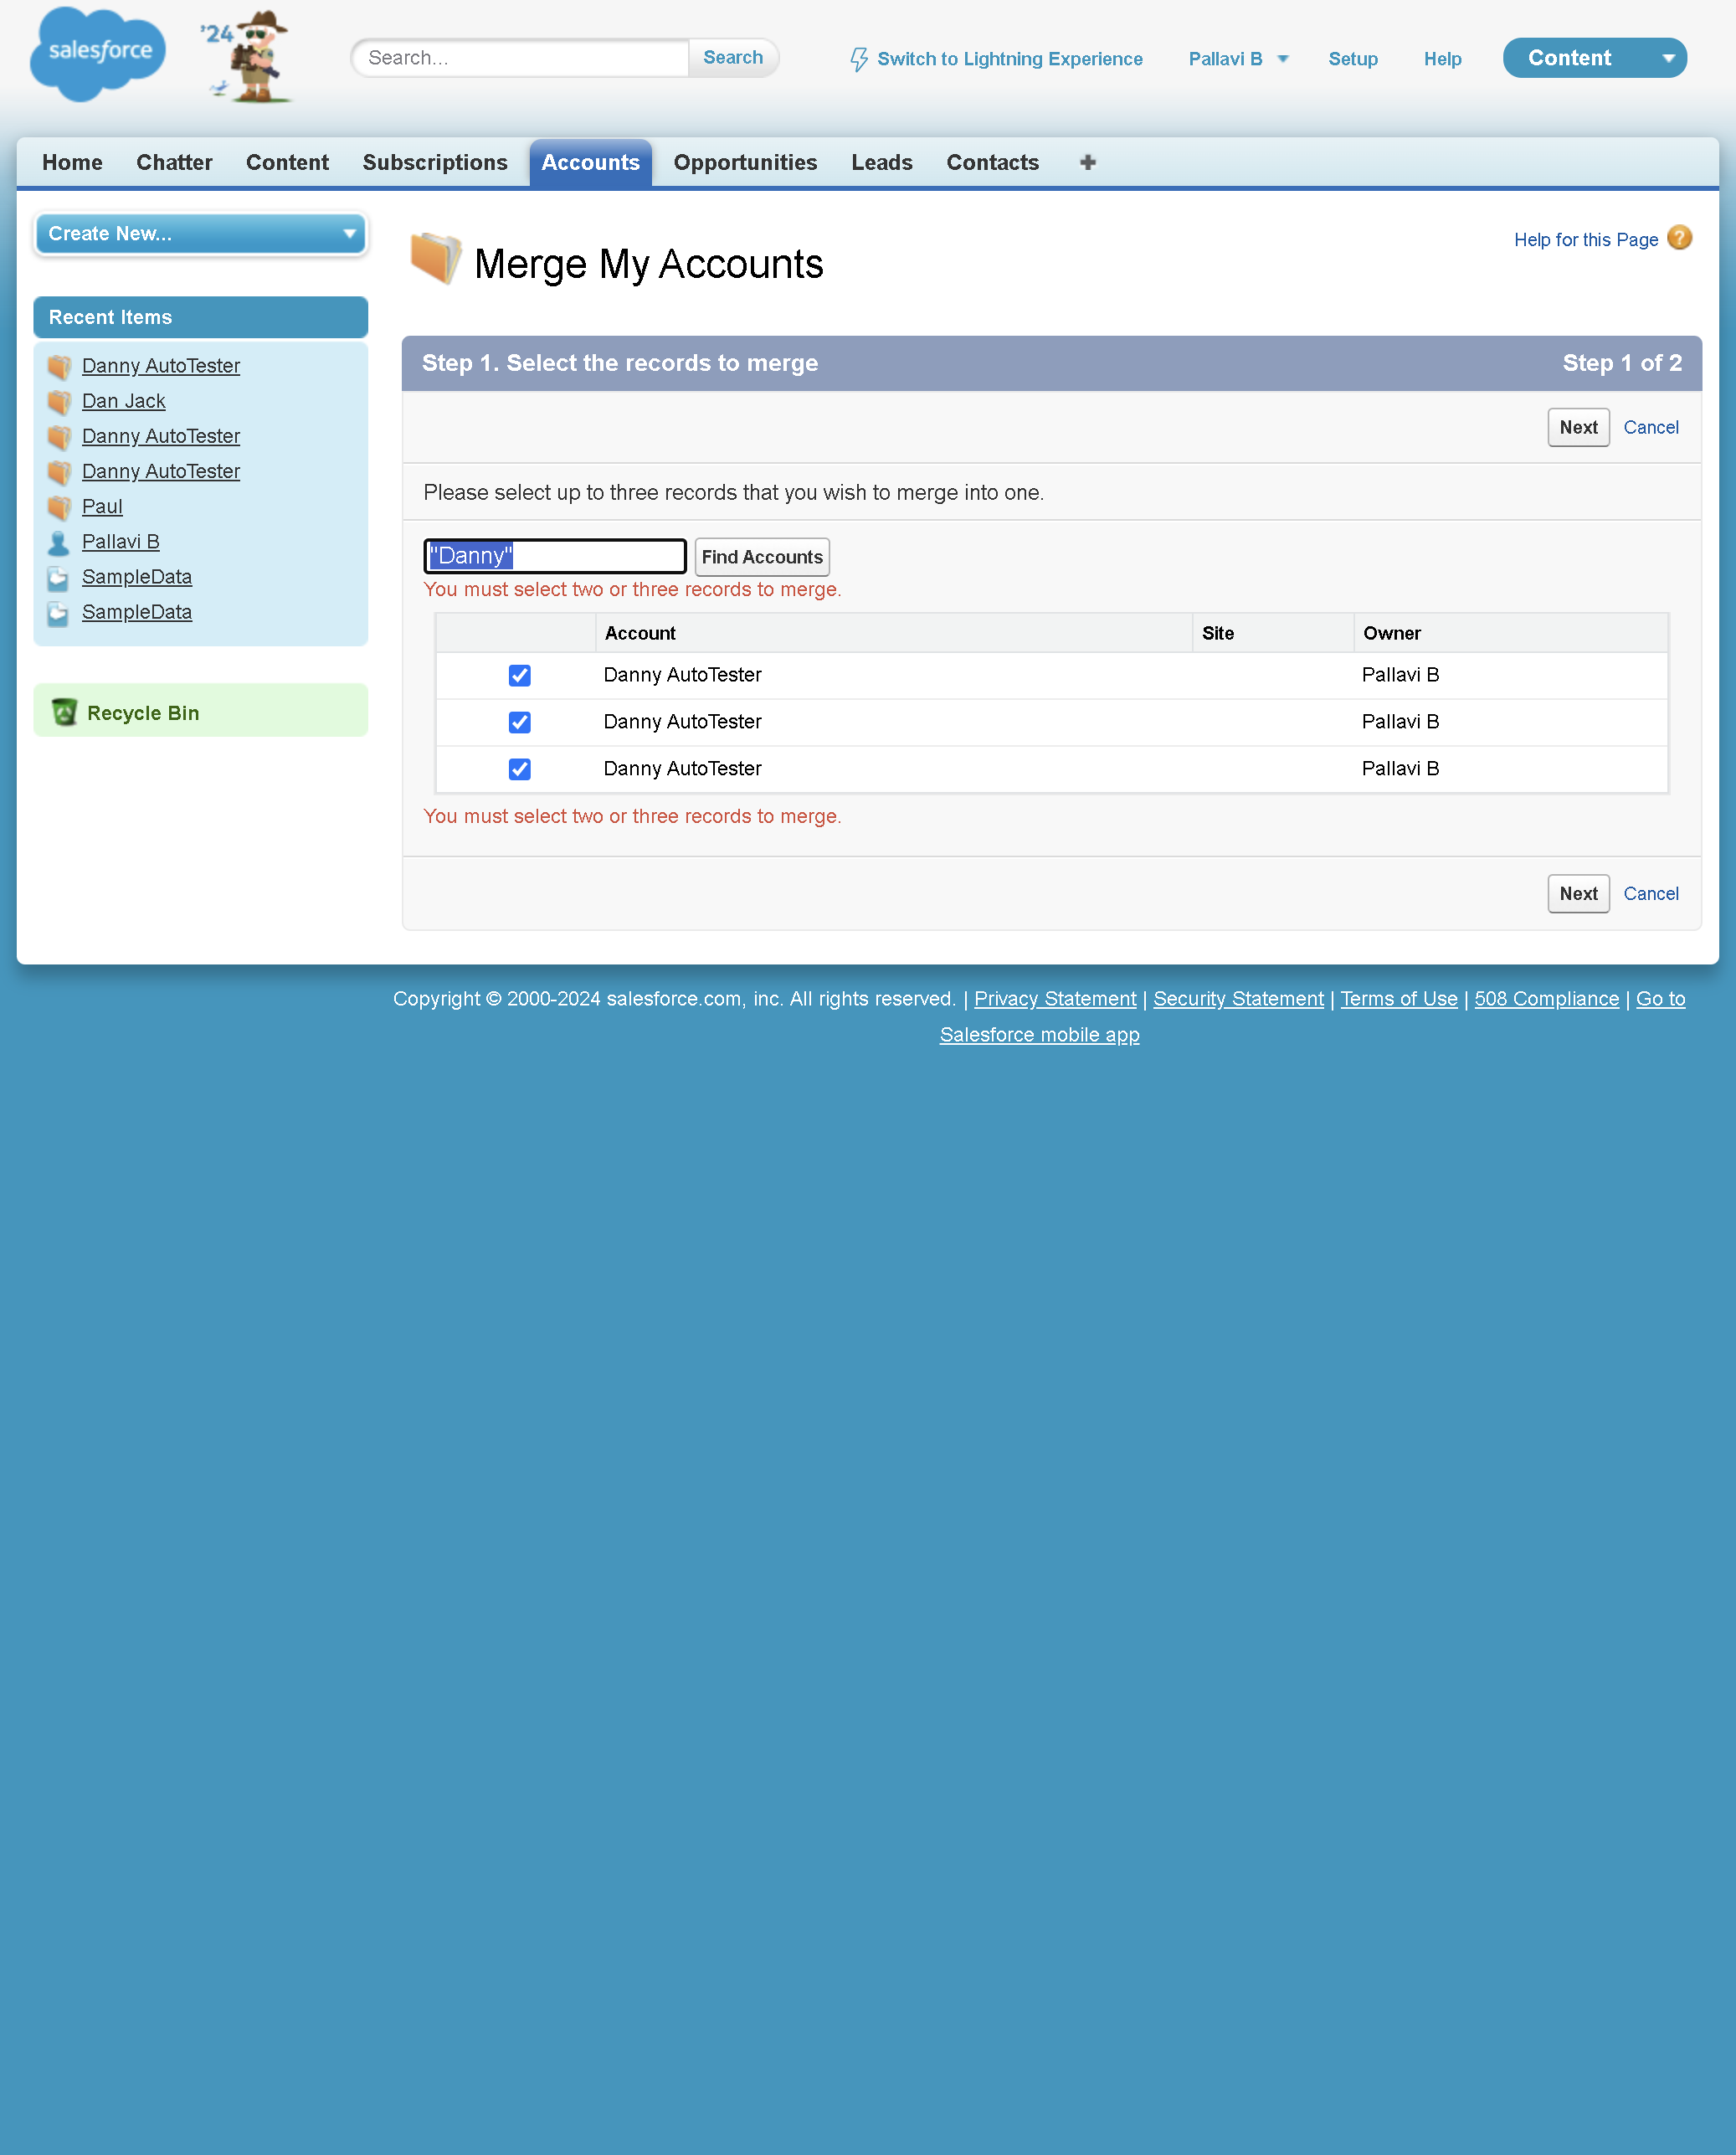 salesforce
'24
Search...
Search
Switch to Lightning Experience
Pallavi B
Setup
Help
Content
Home
Chatter
Content
Subscriptions
Accounts
Opportunities
Leads
Contacts
Create New...
Recent Items
Danny AutoTester
Dan Jack
Danny AutoTester
Danny AutoTester
Paul
Pallavi B
SampleData
SampleData
Recycle Bin
Merge My Accounts
Help for this Page
Step 1. Select the records to merge
Step 1 of 2
Next
Cancel
Please select up to three records that you wish to merge into one.
"Danny"
Find Accounts
You must select two or three records to merge.
Account Site Owner
Danny AutoTester Pallavi B
Danny AutoTester Pallavi B
Danny AutoTester Pallavi B
You must select two or three records to merge.
Next
Cancel
Copyright © 2000-2024 salesforce.com, inc. All rights reserved. | Privacy Statement | Security Statement | Terms of Use | 508 Compliance | Go to
Salesforce mobile app